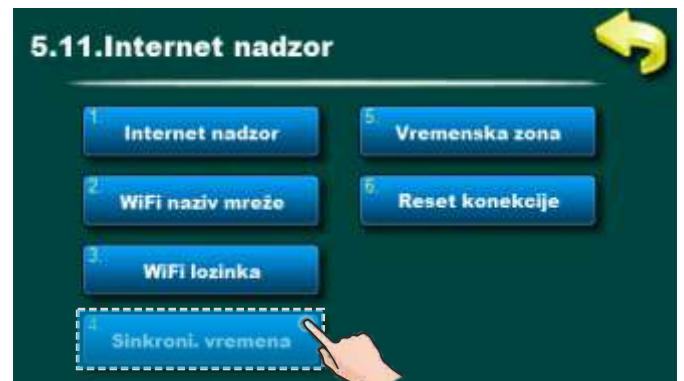 5.11.Internet nadzor
1.
Internet nadzor
2.
WiFi naziv mreže
3.
WiFi lozinka
4.
Sinkroni. vremena
5.
Vremenska zona
6.
Reset konekcije